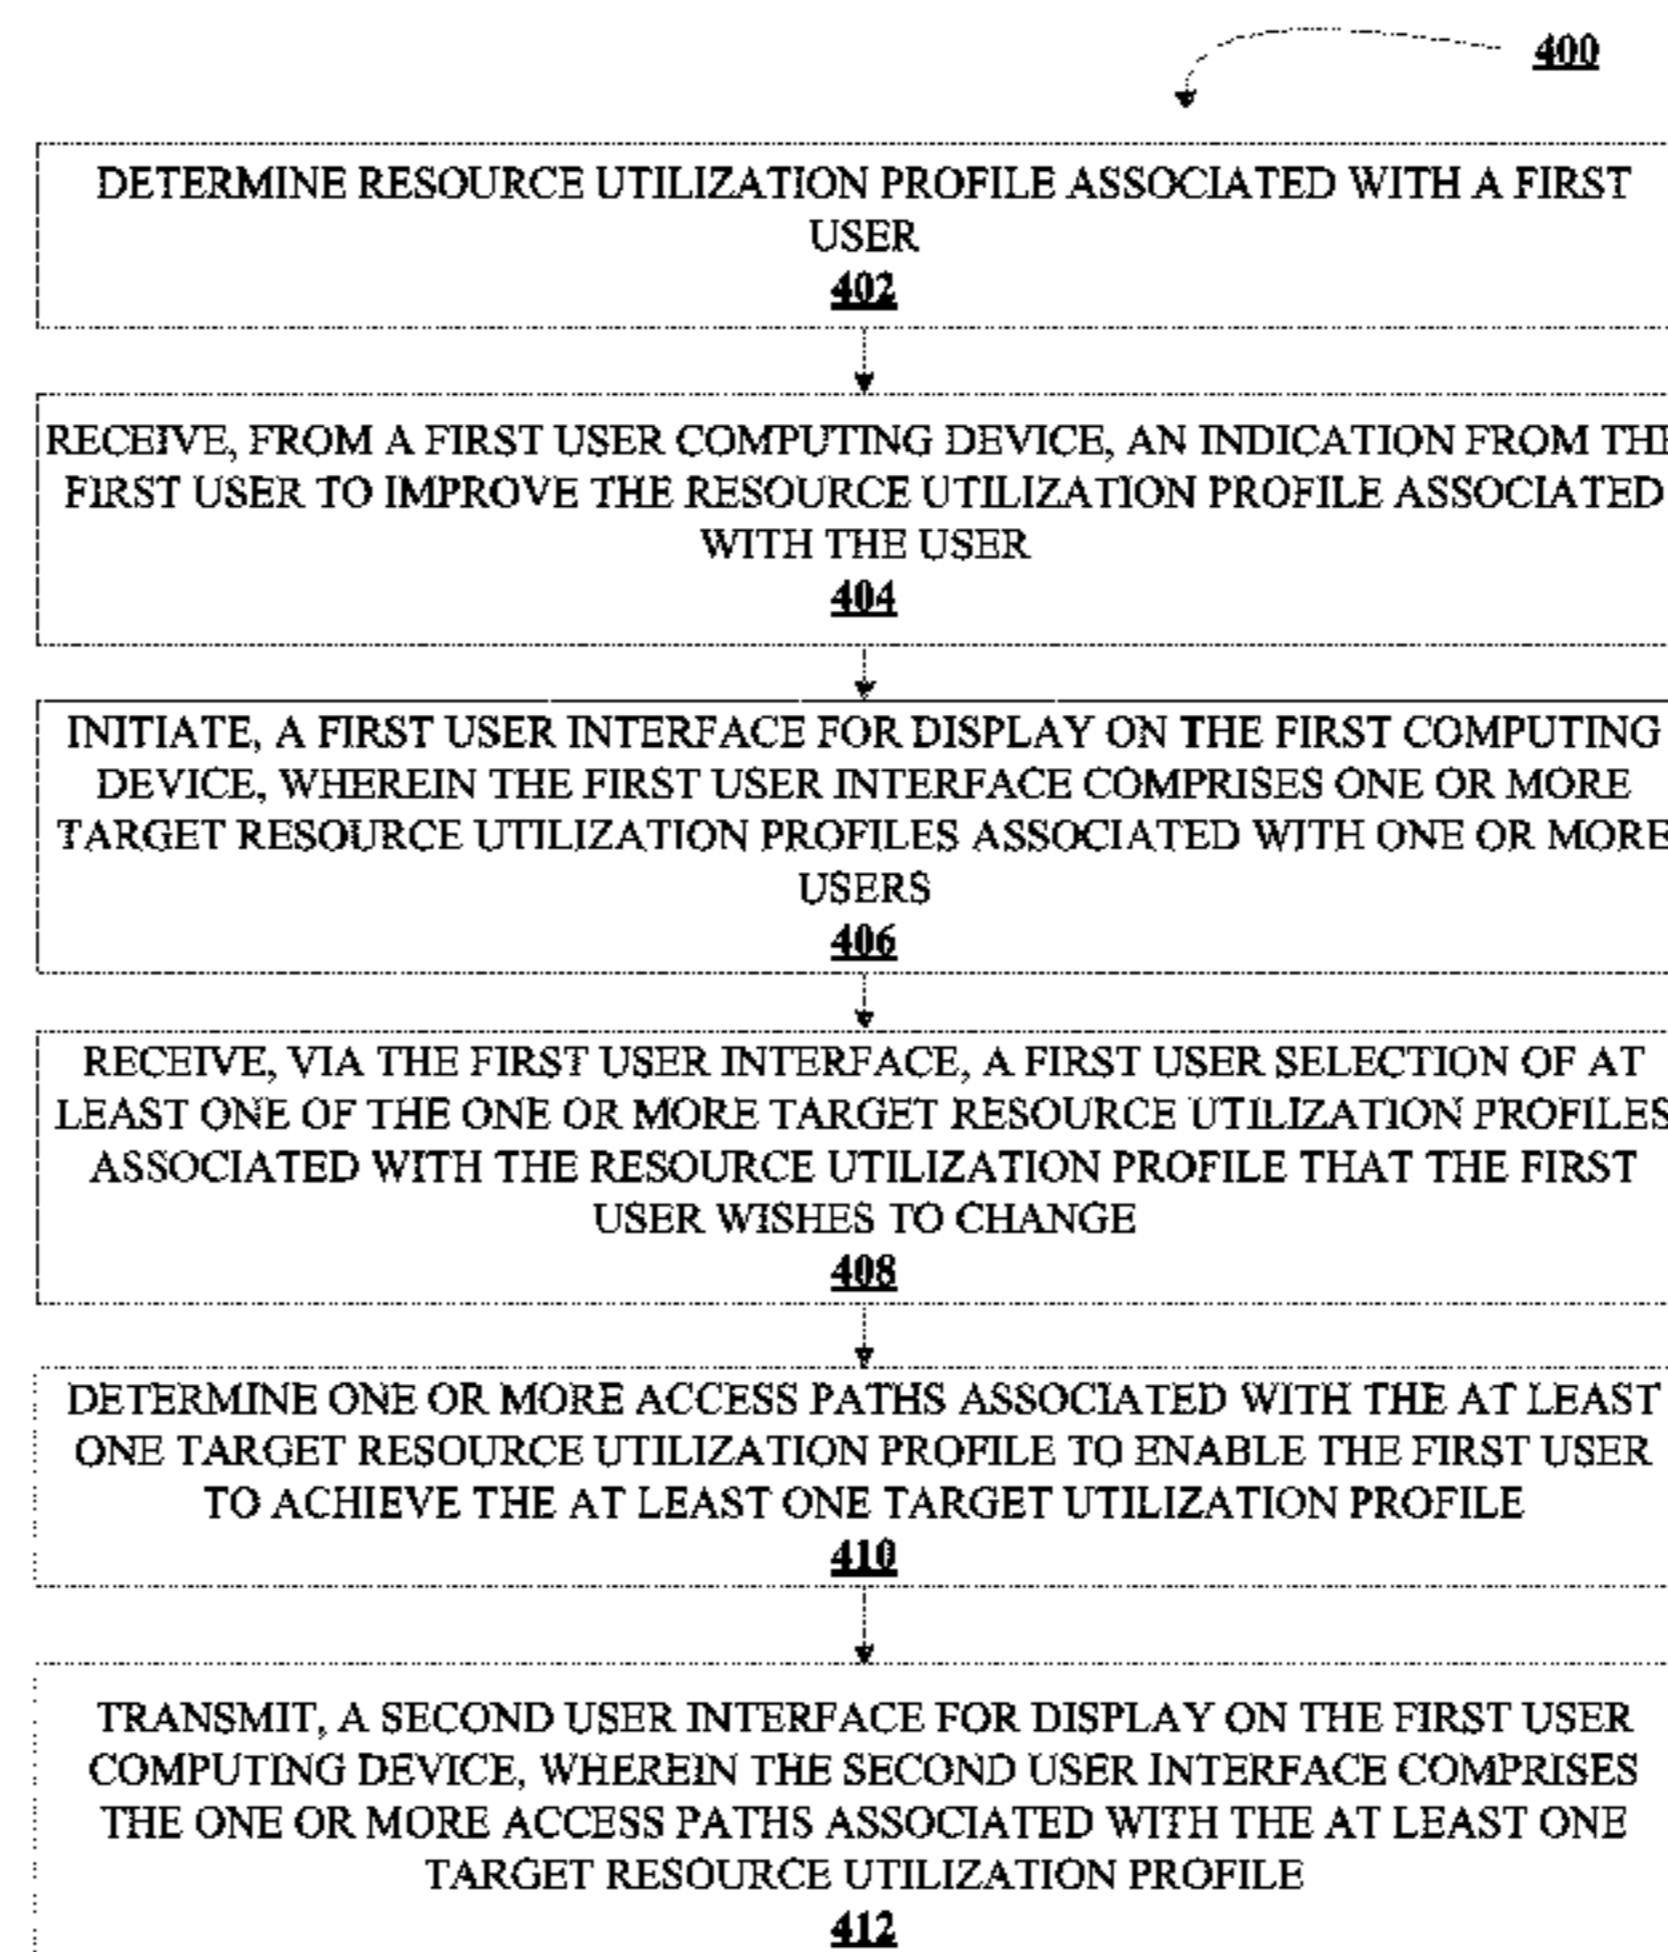 400
DETERMINE RESOURCE UTILIZATION PROFILE ASSOCIATED WITH A FIRST
USER
402
RECEIVE, FROM A FIRST USER COMPUTING DEVICE, AN INDICATION FROM THE
FIRST USER TO IMPROVE THE RESOURCE UTILIZATION PROFILE ASSOCIATED
WITH THE USER
404
INITIATE, A FIRST USER INTERFACE FOR DISPLAY ON THE FIRST COMPUTING
DEVICE, WHEREIN THE FIRST USER INTERFACE COMPRISES ONE OR MORE
TARGET RESOURCE UTILIZATION PROFILES ASSOCIATED WITH ONE OR MORE
USERS
406
RECEIVE, VIA THE FIRST USER INTERFACE, A FIRST USER SELECTION OF AT
LEAST ONE OF THE ONE OR MORE TARGET RESOURCE UTILIZATION PROFILES
ASSOCIATED WITH THE RESOURCE UTILIZATION PROFILE THAT THE FIRST
USER WISHES TO CHANGE
408
DETERMINE ONE OR MORE ACCESS PATHS ASSOCIATED WITH THE AT LEAST
ONE TARGET RESOURCE UTILIZATION PROFILE TO ENABLE THE FIRST USER
TO ACHIEVE THE AT LEAST ONE TARGET UTILIZATION PROFILE
410
TRANSMIT, A SECOND USER INTERFACE FOR DISPLAY ON THE FIRST USER
COMPUTING DEVICE, WHEREIN THE SECOND USER INTERFACE COMPRISES
THE ONE OR MORE ACCESS PATHS ASSOCIATED WITH THE AT LEAST ONE
TARGET RESOURCE UTILIZATION PROFILE
412